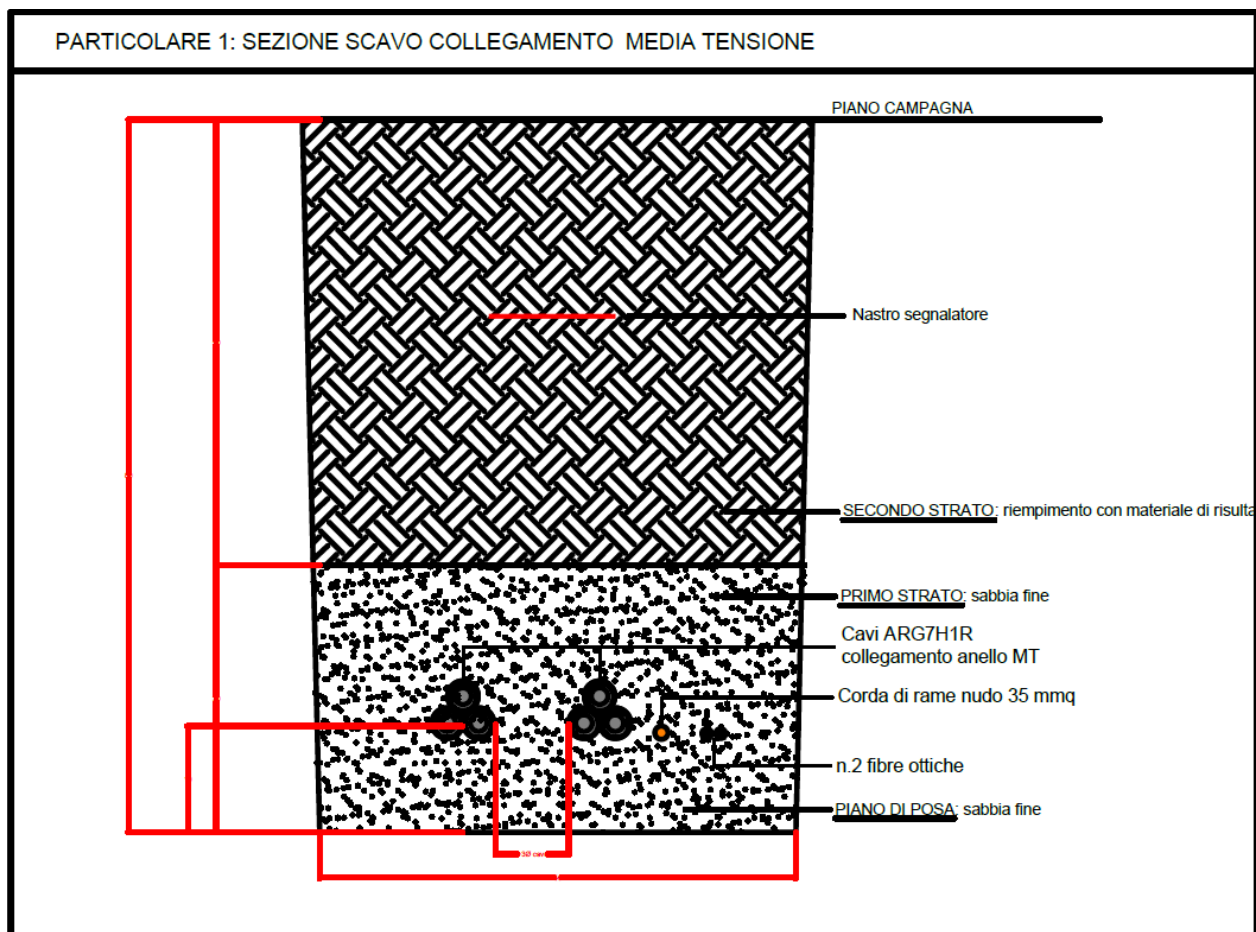 PARTICOLARE 1: SEZIONE SCAVO COLLEGAMENTO MEDIA TENSIONE
PIANO CAMPAGNA
Nastro segnalatore
SECONDO STRATO: riempimento con materiale di risulta
PRIMO STRATO: sabbia fine
Cavi ARG7H1R
collegamento anello MT
Corda di rame nudo 35 mmq
n.2 fibre ottiche
PIANO DI POSA: sabbia fine